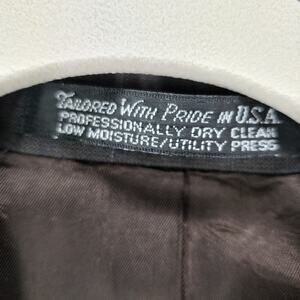 TAILORED WITH PRIDE IN U.S.A.
PROFESSIONALLY DRY CLEAN
LOW MOISTURE/UTILITY PRESS